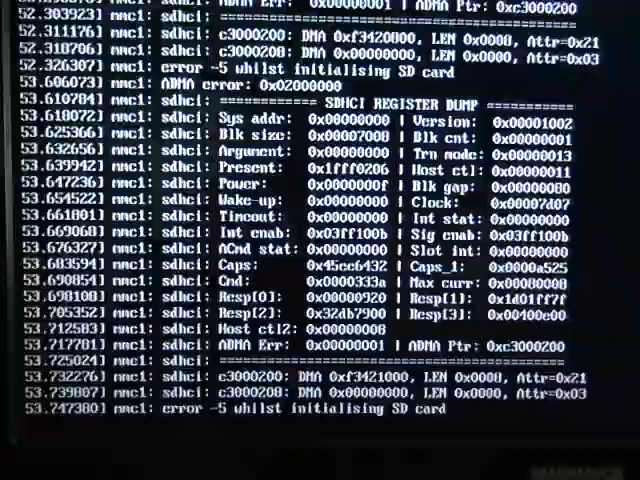 ADMA Err: 0x00000001 | ADMA Ptr: 0xc3000200
52.303923] mmc1: sdhci: ============================================
52.311176] mmc1: sdhci: c3000200: DMA 0xf3420800, LEN 0x0008, Attr=0x21
52.318706] mmc1: sdhci: c3000208: DMA 0x00000000, LEN 0x0000, Attr=0x03
52.326307] mmc1: error -5 whilst initialising SD card
53.606073] mmc1: ADMA error: 0x02000000
53.610784] mmc1: sdhci: ============ SDHCI REGISTER DUMP ===========
53.618072] mmc1: sdhci: Sys addr: 0x00000000 | Version: 0x00001002
53.625366] mmc1: sdhci: Blk size: 0x00007008 | Blk cnt: 0x00000001
53.632656] mmc1: sdhci: Argument: 0x00000000 | Trn mode: 0x00000013
53.639942] mmc1: sdhci: Present: 0x1fff0206 | Host ctl: 0x00000011
53.647236] mmc1: sdhci: Power: 0x0000000f | Blk gap: 0x00000080
53.654522] mmc1: sdhci: Wake-up: 0x00000000 | Clock: 0x00007d07
53.661801] mmc1: sdhci: Timeout: 0x00000000 | Int stat: 0x00000000
53.669068] mmc1: sdhci: Int enab: 0x03ff100b | Sig enab: 0x03ff100b
53.676327] mmc1: sdhci: ACmd stat: 0x00000000 | Slot int: 0x00000000
53.683594] mmc1: sdhci: Caps: 0x45ee6432 | Caps_1: 0x0000a525
53.690854] mmc1: sdhci: Cmd: 0x0000333a | Max curr: 0x00080008
53.698108] mmc1: sdhci: Resp[0]: 0x00000920 | Resp[1]: 0x1d01ff7f
53.705352] mmc1: sdhci: Resp[2]: 0x32db7900 | Resp[3]: 0x00400e00
53.712583] mmc1: sdhci: Host ctl2: 0x00000008
53.717781] mmc1: sdhci: ADMA Err: 0x00000001 | ADMA Ptr: 0xc3000200
53.725024] mmc1: sdhci: ============================================
53.732276] mmc1: sdhci: c3000200: DMA 0xf3421000, LEN 0x0008, Attr=0x21
53.739807] mmc1: sdhci: c3000208: DMA 0x00000000, LEN 0x0000, Attr=0x03
53.747380] mmc1: error -5 whilst initialising SD card